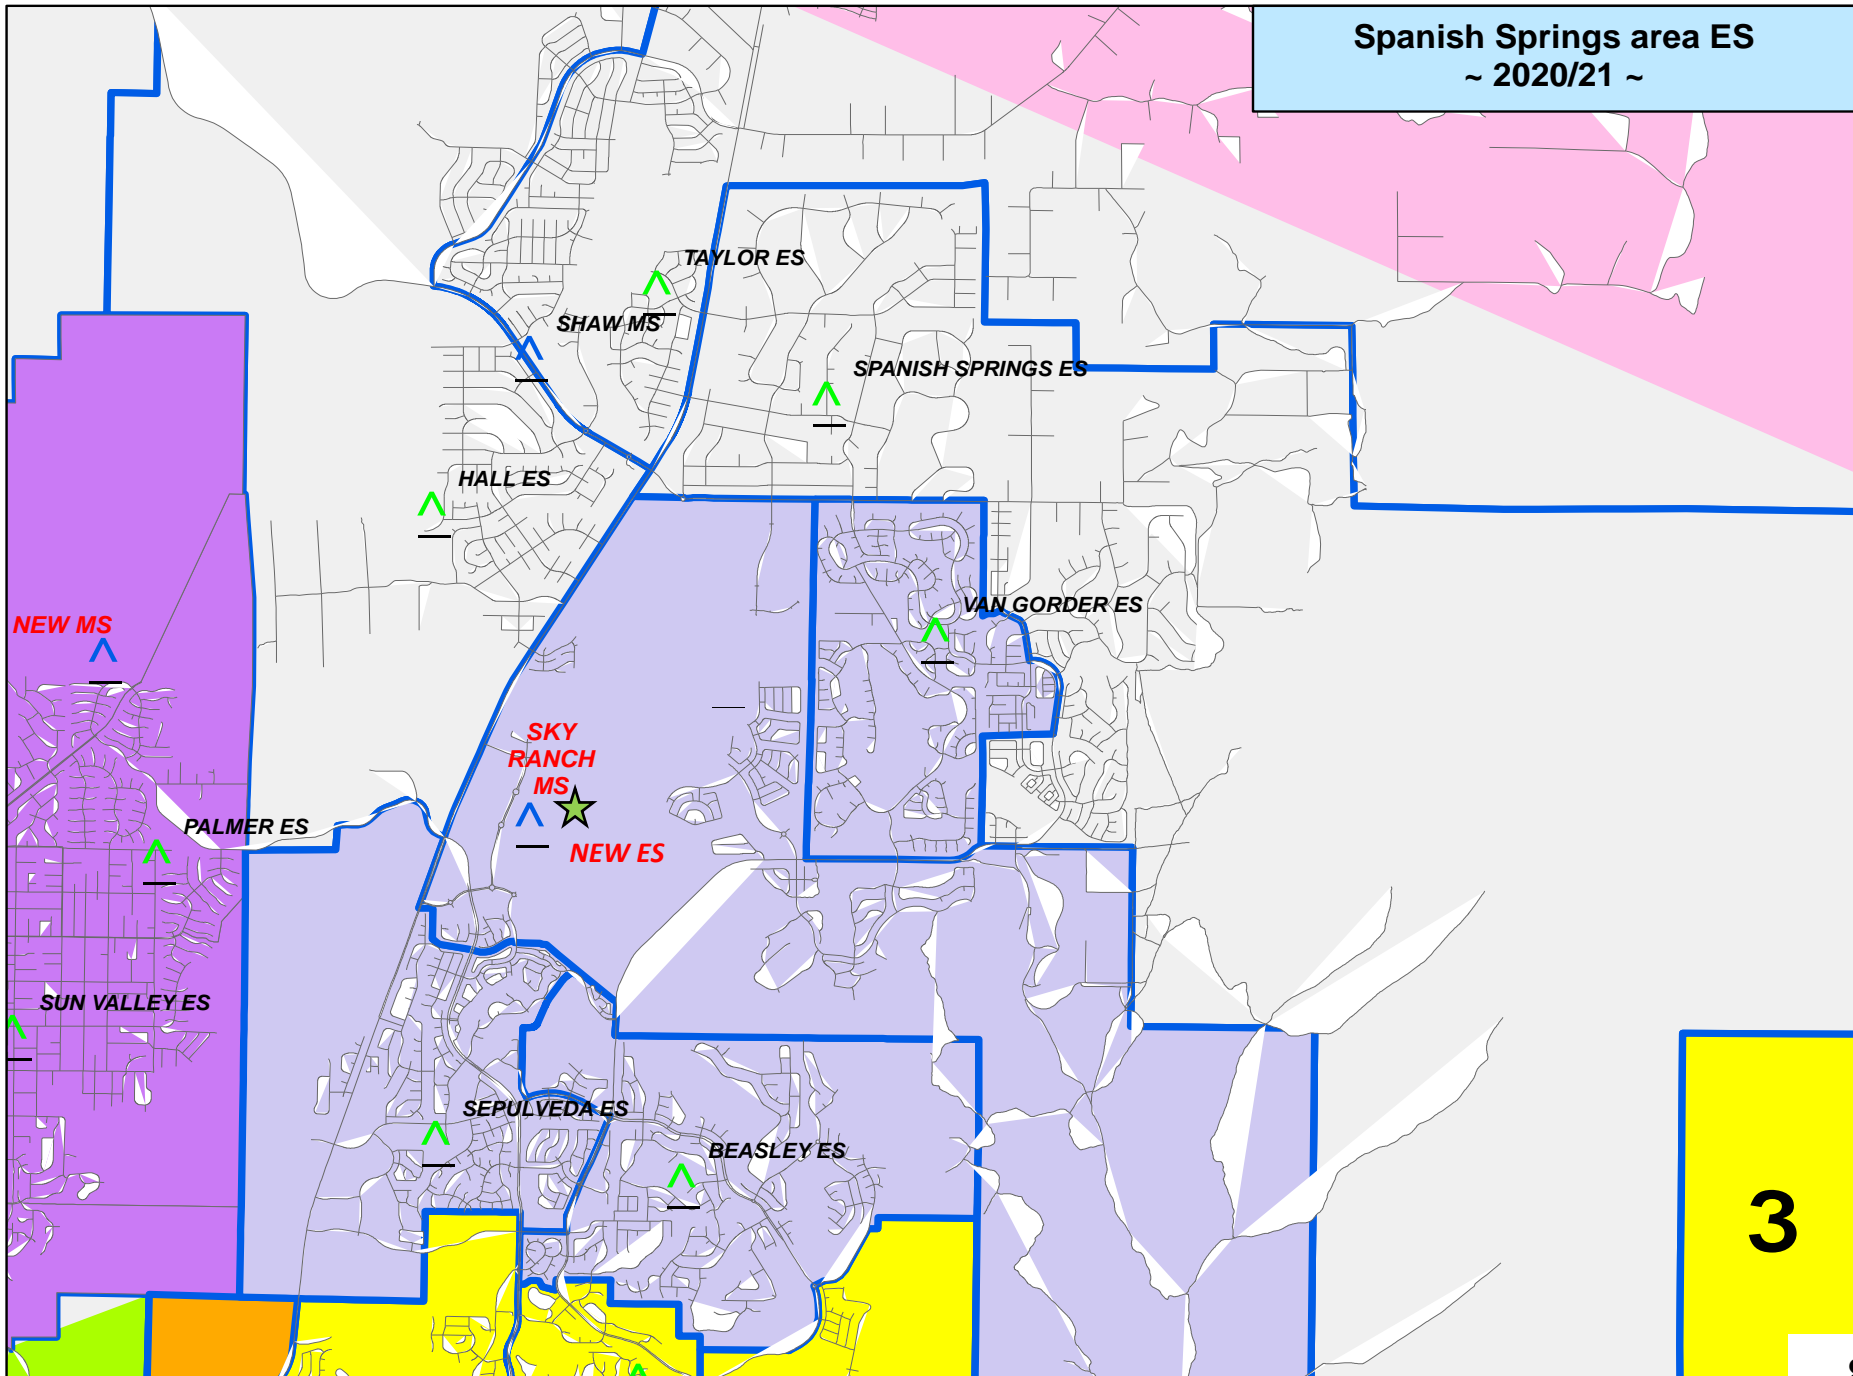 Spanish Springs area ES
~ 2020/21 ~
TAYLOR ES
SHAW MS
SPANISH SPRINGS ES
HALL ES
VAN GORDER ES
NEW MS
SKY
RANCH
MS
PALMER ES
NEW ES
SUN VALLEY ES
SEPULVEDA ES
BEASLEY ES
3